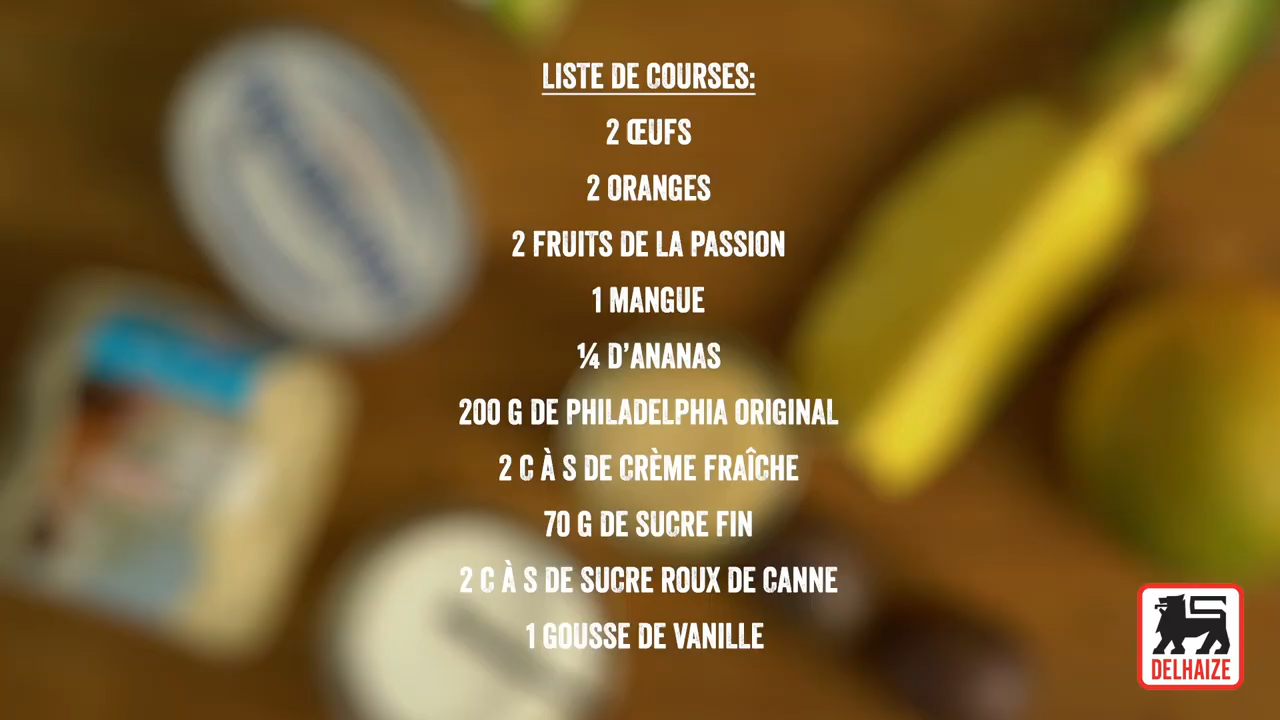 LISTE DE COURSES:
2 ŒUFS
2 ORANGES
2 FRUITS DE LA PASSION
1 MANGUE
¼ D'ANANAS
200 G DE PHILADELPHIA ORIGINAL
2 C À S DE CRÈME FRAÎCHE
70 G DE SUCRE FIN
2 C À S DE SUCRE ROUX DE CANNE
1 GOUSSE DE VANILLE
DELHAIZE